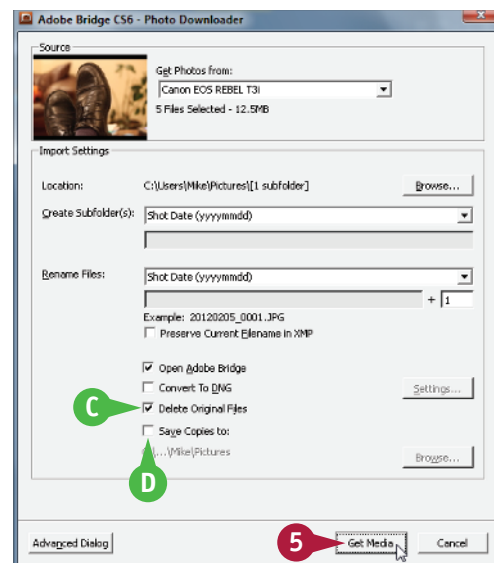 Adobe Bridge CS6 - Photo Downloader
Source
Get Photos from:
Canon EOS REBEL T3i
5 Files Selected - 12.5MB
Import Settings
Location: C:\Users\Mike\Pictures\[1 subfolder] Browse...
Create Subfolder(s): Shot Date (yyyymmdd)
Rename Files: Shot Date (yyyymmdd)
+ 1
Example: 20120205_0001.JPG
Preserve Current Filename in XMP
Open Adobe Bridge
Convert To DNG Settings...
C Delete Original Files
Save Copies to:
\...\Mike\Pictures Browse...
D
Advanced Dialog 5 Get Media Cancel